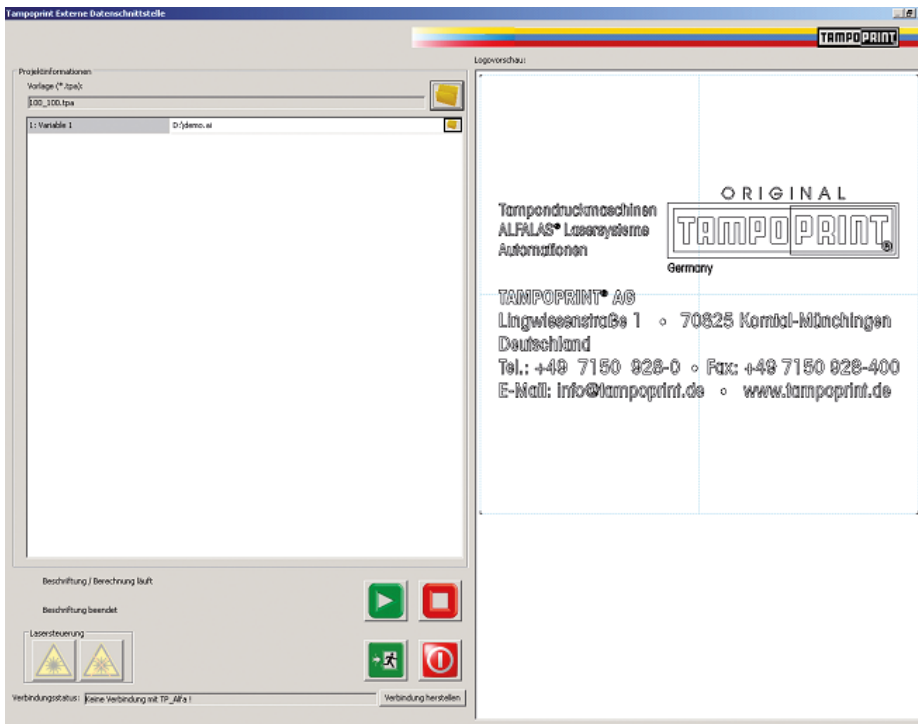 Tampoprint Externe Datenschnittstelle
TAMPOPRINT
Projektinformationen
Vorlage (*.tpa):
100_100.tpa
1: Variable 1 D:\demo.ai
Beschriftung / Berechnung läuft
Beschriftung beendet
Lasersteuerung
Verbindungsstatus: Keine Verbindung mit TP_Alfa ! Verbindung herstellen
Logovorschau:
ORIGINAL
Tampondruckmaschinen
ALFALAS® Lasersysteme
Automationen
TAMPOPRINT®
Germany
TAMPOPRINT® AG
Lingwiesenstraße 1 ∘ 70825 Korntal-Münchingen
Deutschland
Tel.: +49 7150 928-0 ∘ Fax: +49 7150 928-400
E-Mail: info@tampoprint.de ∘ www.tampoprint.de